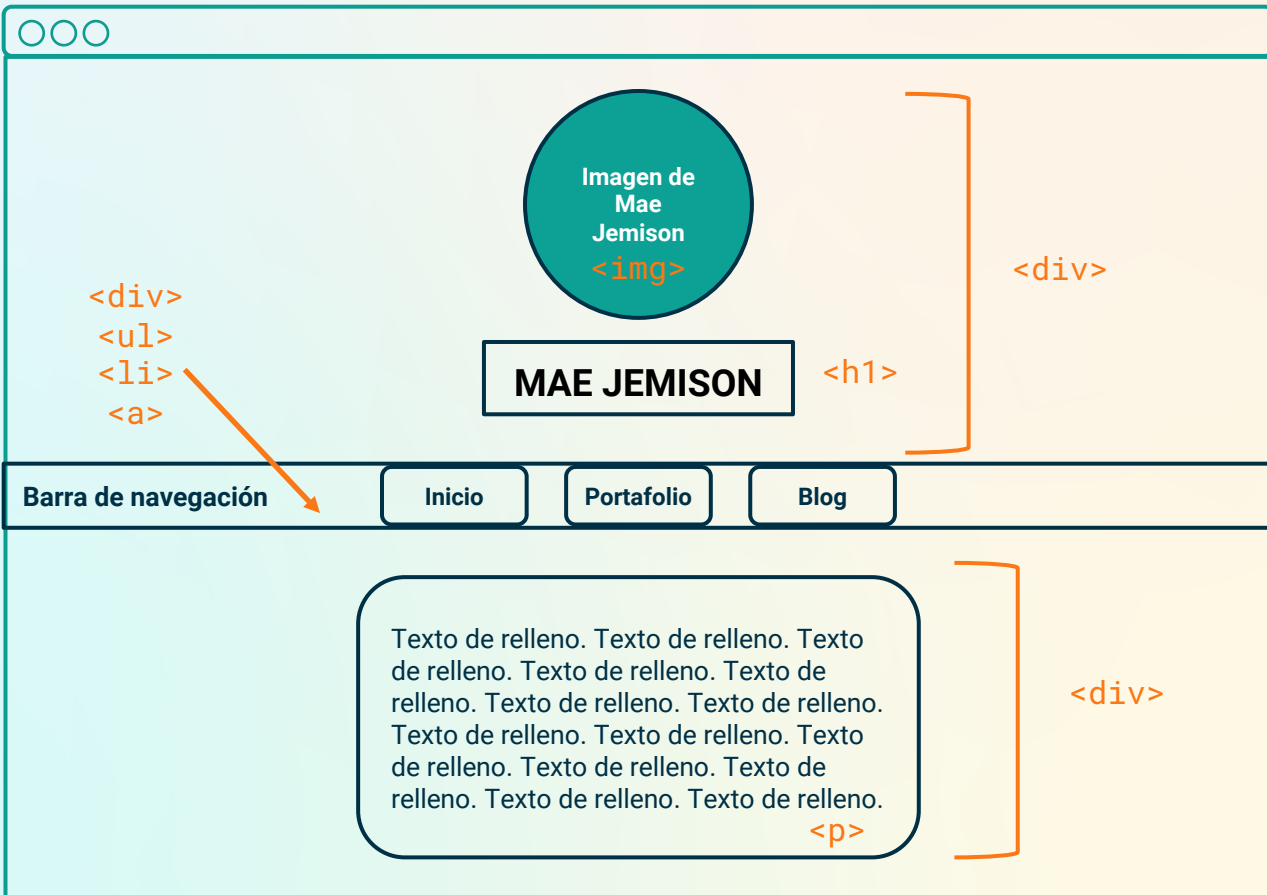 Imagen de
Mae
Jemison
<img>
<div>
<div>
<ul>
<li>
<a>
MAE JEMISON
<h1>
Barra de navegación
Inicio
Portafolio
Blog
Texto de relleno. Texto de relleno. Texto
de relleno. Texto de relleno. Texto de
relleno. Texto de relleno. Texto de relleno.
Texto de relleno. Texto de relleno. Texto
de relleno. Texto de relleno. Texto de
relleno. Texto de relleno. Texto de relleno.
<p>
<div>